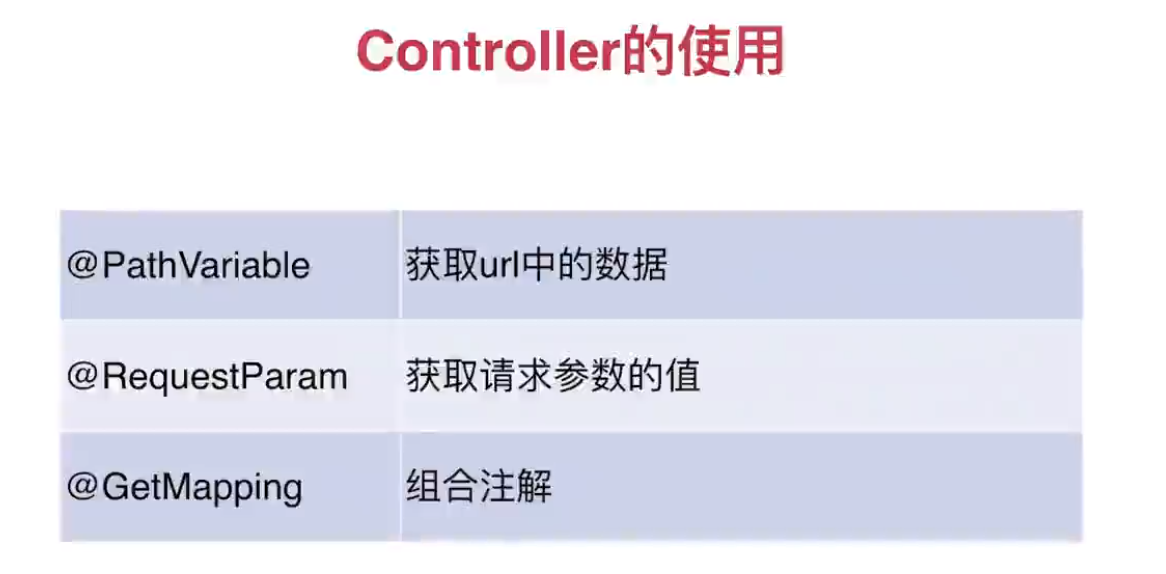 Controller的使用
@PathVariable 获取url中的数据
@RequestParam 获取请求参数的值
@GetMapping 组合注解